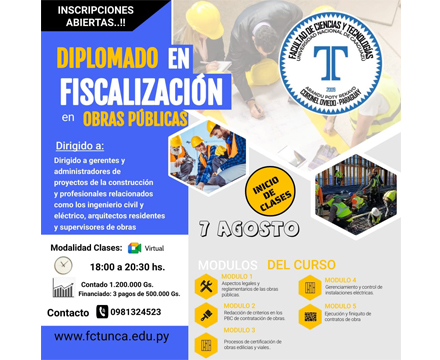 INSCRIPCIONES
ABIERTAS..!!
DIPLOMADO EN
FISCALIZACIÓN
en OBRAS PÚBLICAS
FACULTAD DE CIENCIAS Y TECNOLOGÍAS
UNIVERSIDAD NACIONAL DE CAAGUAZU
T
ARANDU POTY REKAVO
CORONEL OVIEDO - PARAGUAY
Dirigido a:
Dirigido a gerentes y
administradores de
proyectos de la construcción
y profesionales relacionados
como los ingenierio civil y
eléctrico, arquitectos residentes
y supervisores de obras
INICIO
DE
CLASES
7 AGOSTO
Modalidad Clases: Virtual
18:00 a 20:30 hs.
Contado 1.200.000 Gs.
Financiado: 3 pagos de 500.000 Gs.
Contacto 0981324523
www.fctunca.edu.py
MODULOS DEL CURSO
MODULO 1
Aspectos legales y
reglamentarios de las obras
públicas.
MODULO 2
Redacción de criterios en los
PBC de contratación de obras.
MODULO 3
Procesos de certificación de
obras edilicias y viales.
MODULO 4
Gerenciamiento y control de
instalaciones eléctricas.
MODULO 5
Ejecución y finiquito de
contratos de obra